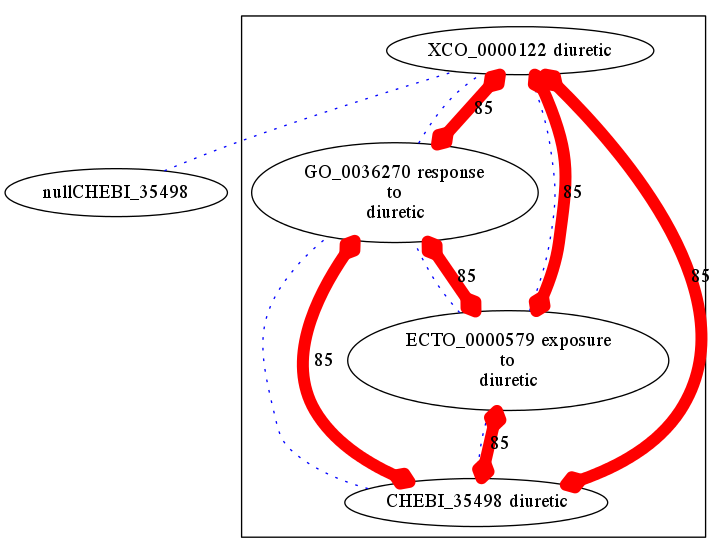 XCO_0000122 diuretic
85
nullCHEBI_35498
GO_0036270 response
to
diuretic
85
85
85
ECTO_0000579 exposure
to
diuretic
85
85
CHEBI_35498 diuretic